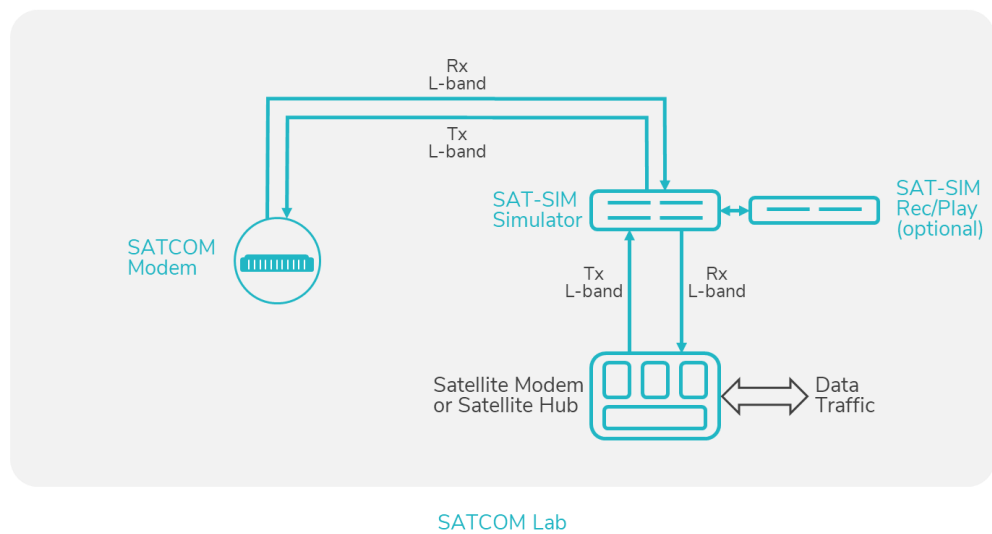 Rx
L-band
Tx
L-band
SAT-SIM
Simulator
SAT-SIM
Rec/Play
(optional)
SATCOM
Modem
Tx
L-band
Rx
L-band
Satellite Modem
or Satellite Hub
Data
Traffic
SATCOM Lab